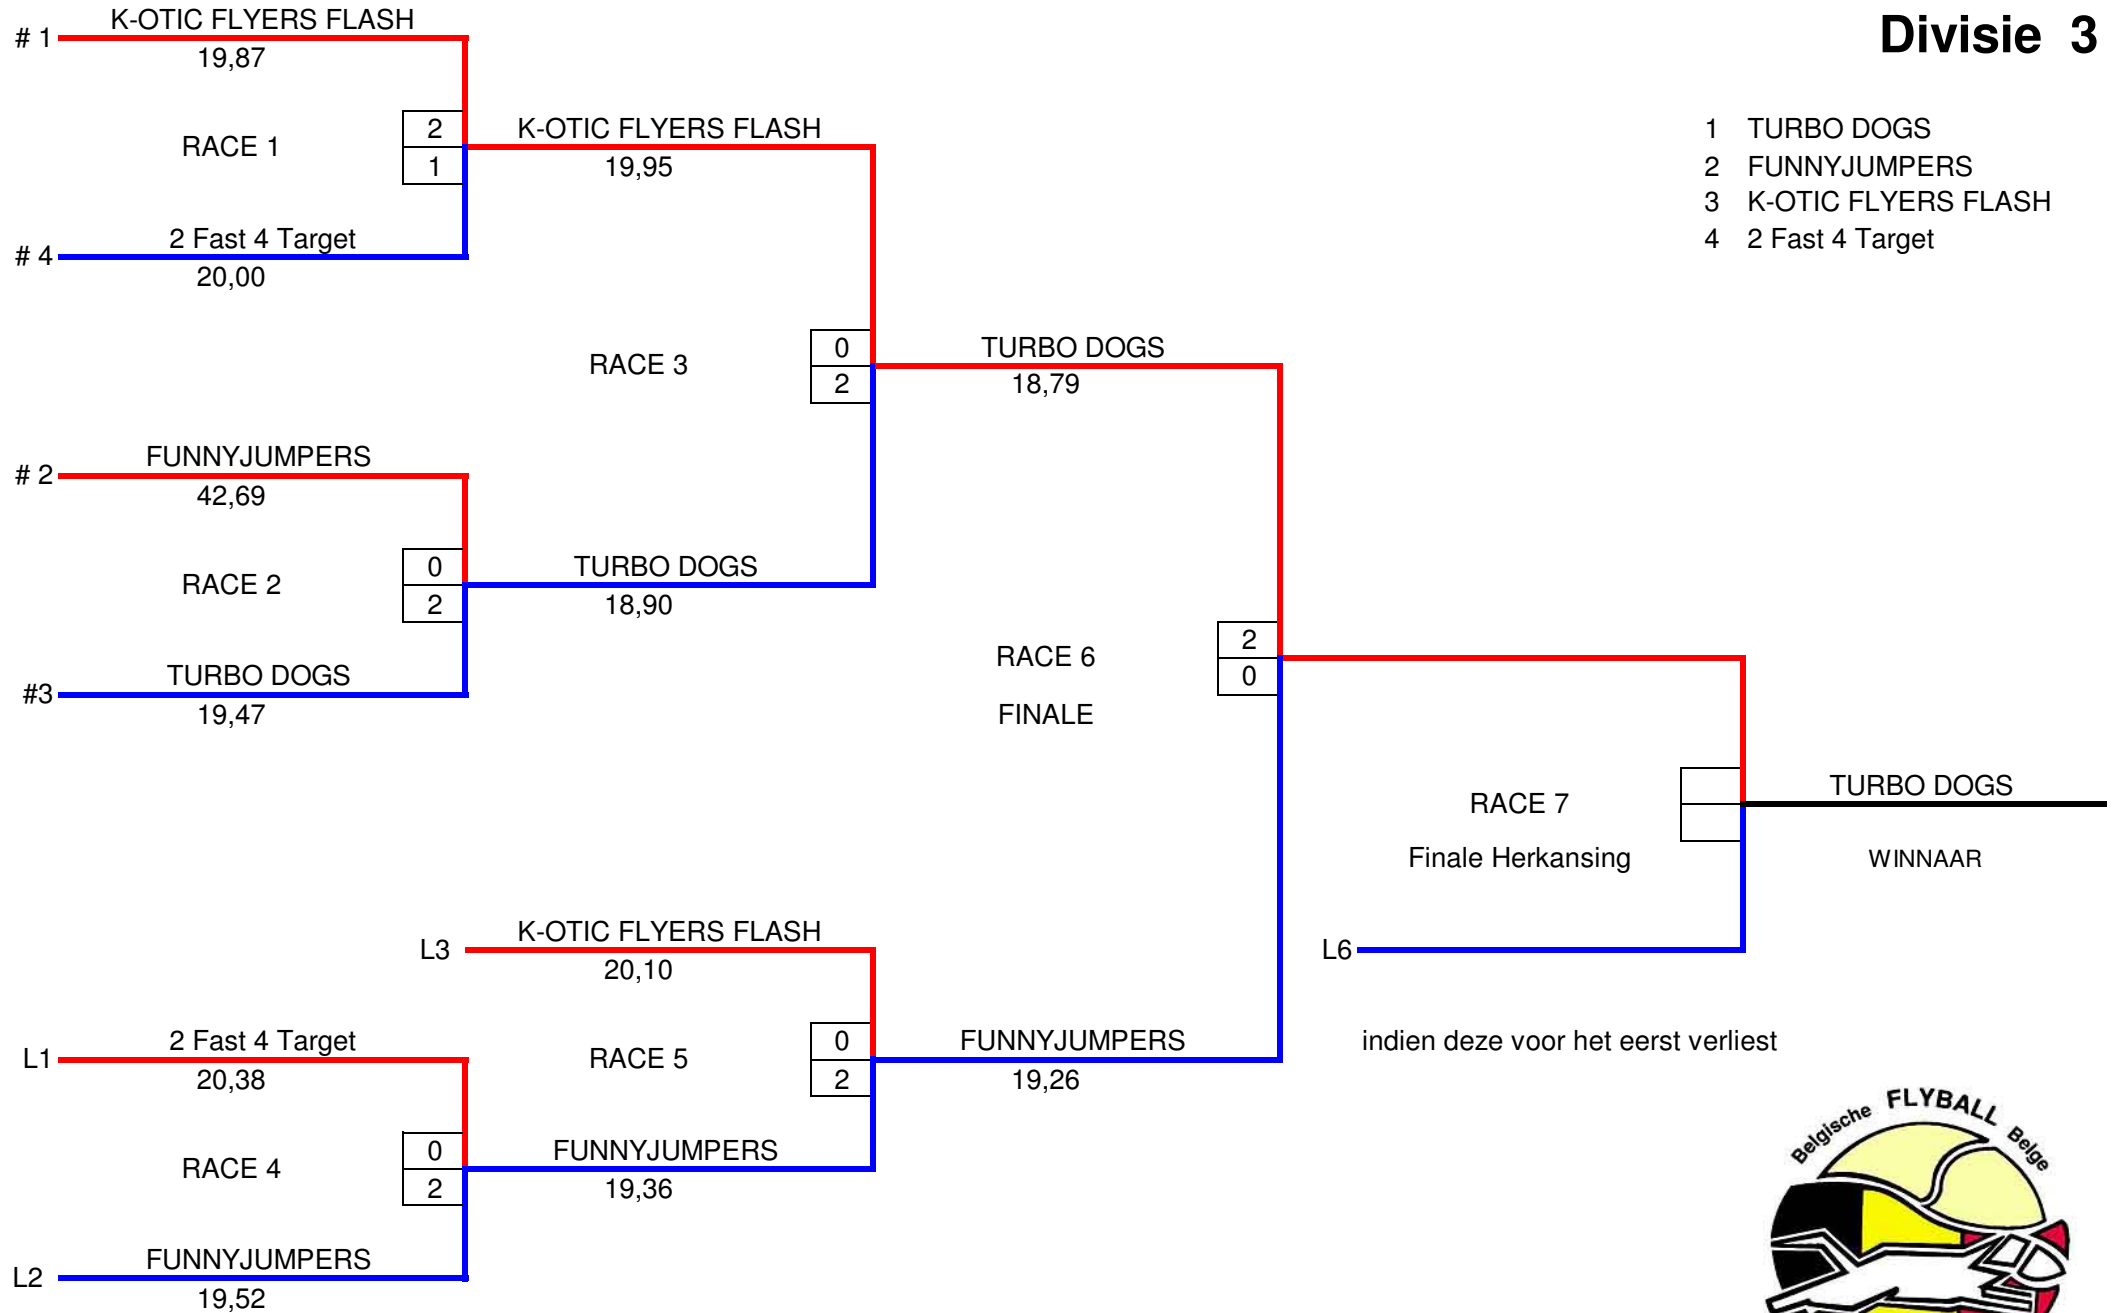 K-OTIC FLYERS FLASH
# 1
19,87
Divisie 3
RACE 1
2
1
K-OTIC FLYERS FLASH
19,95
1 TURBO DOGS
2 FUNNYJUMPERS
3 K-OTIC FLYERS FLASH
4 2 Fast 4 Target
2 Fast 4 Target
# 4
20,00
RACE 3
0
2
TURBO DOGS
18,79
FUNNYJUMPERS
# 2
42,69
RACE 2
0
2
TURBO DOGS
18,90
TURBO DOGS
#3
19,47
RACE 6
2
0
FINALE
RACE 7
Finale Herkansing
TURBO DOGS
WINNAAR
L3
K-OTIC FLYERS FLASH
20,10
L6
indien deze voor het eerst verliest
RACE 5
0
2
FUNNYJUMPERS
19,26
2 Fast 4 Target
L1
20,38
RACE 4
0
2
FUNNYJUMPERS
19,36
FUNNYJUMPERS
L2
19,52
Belgische FLYBALL Belge